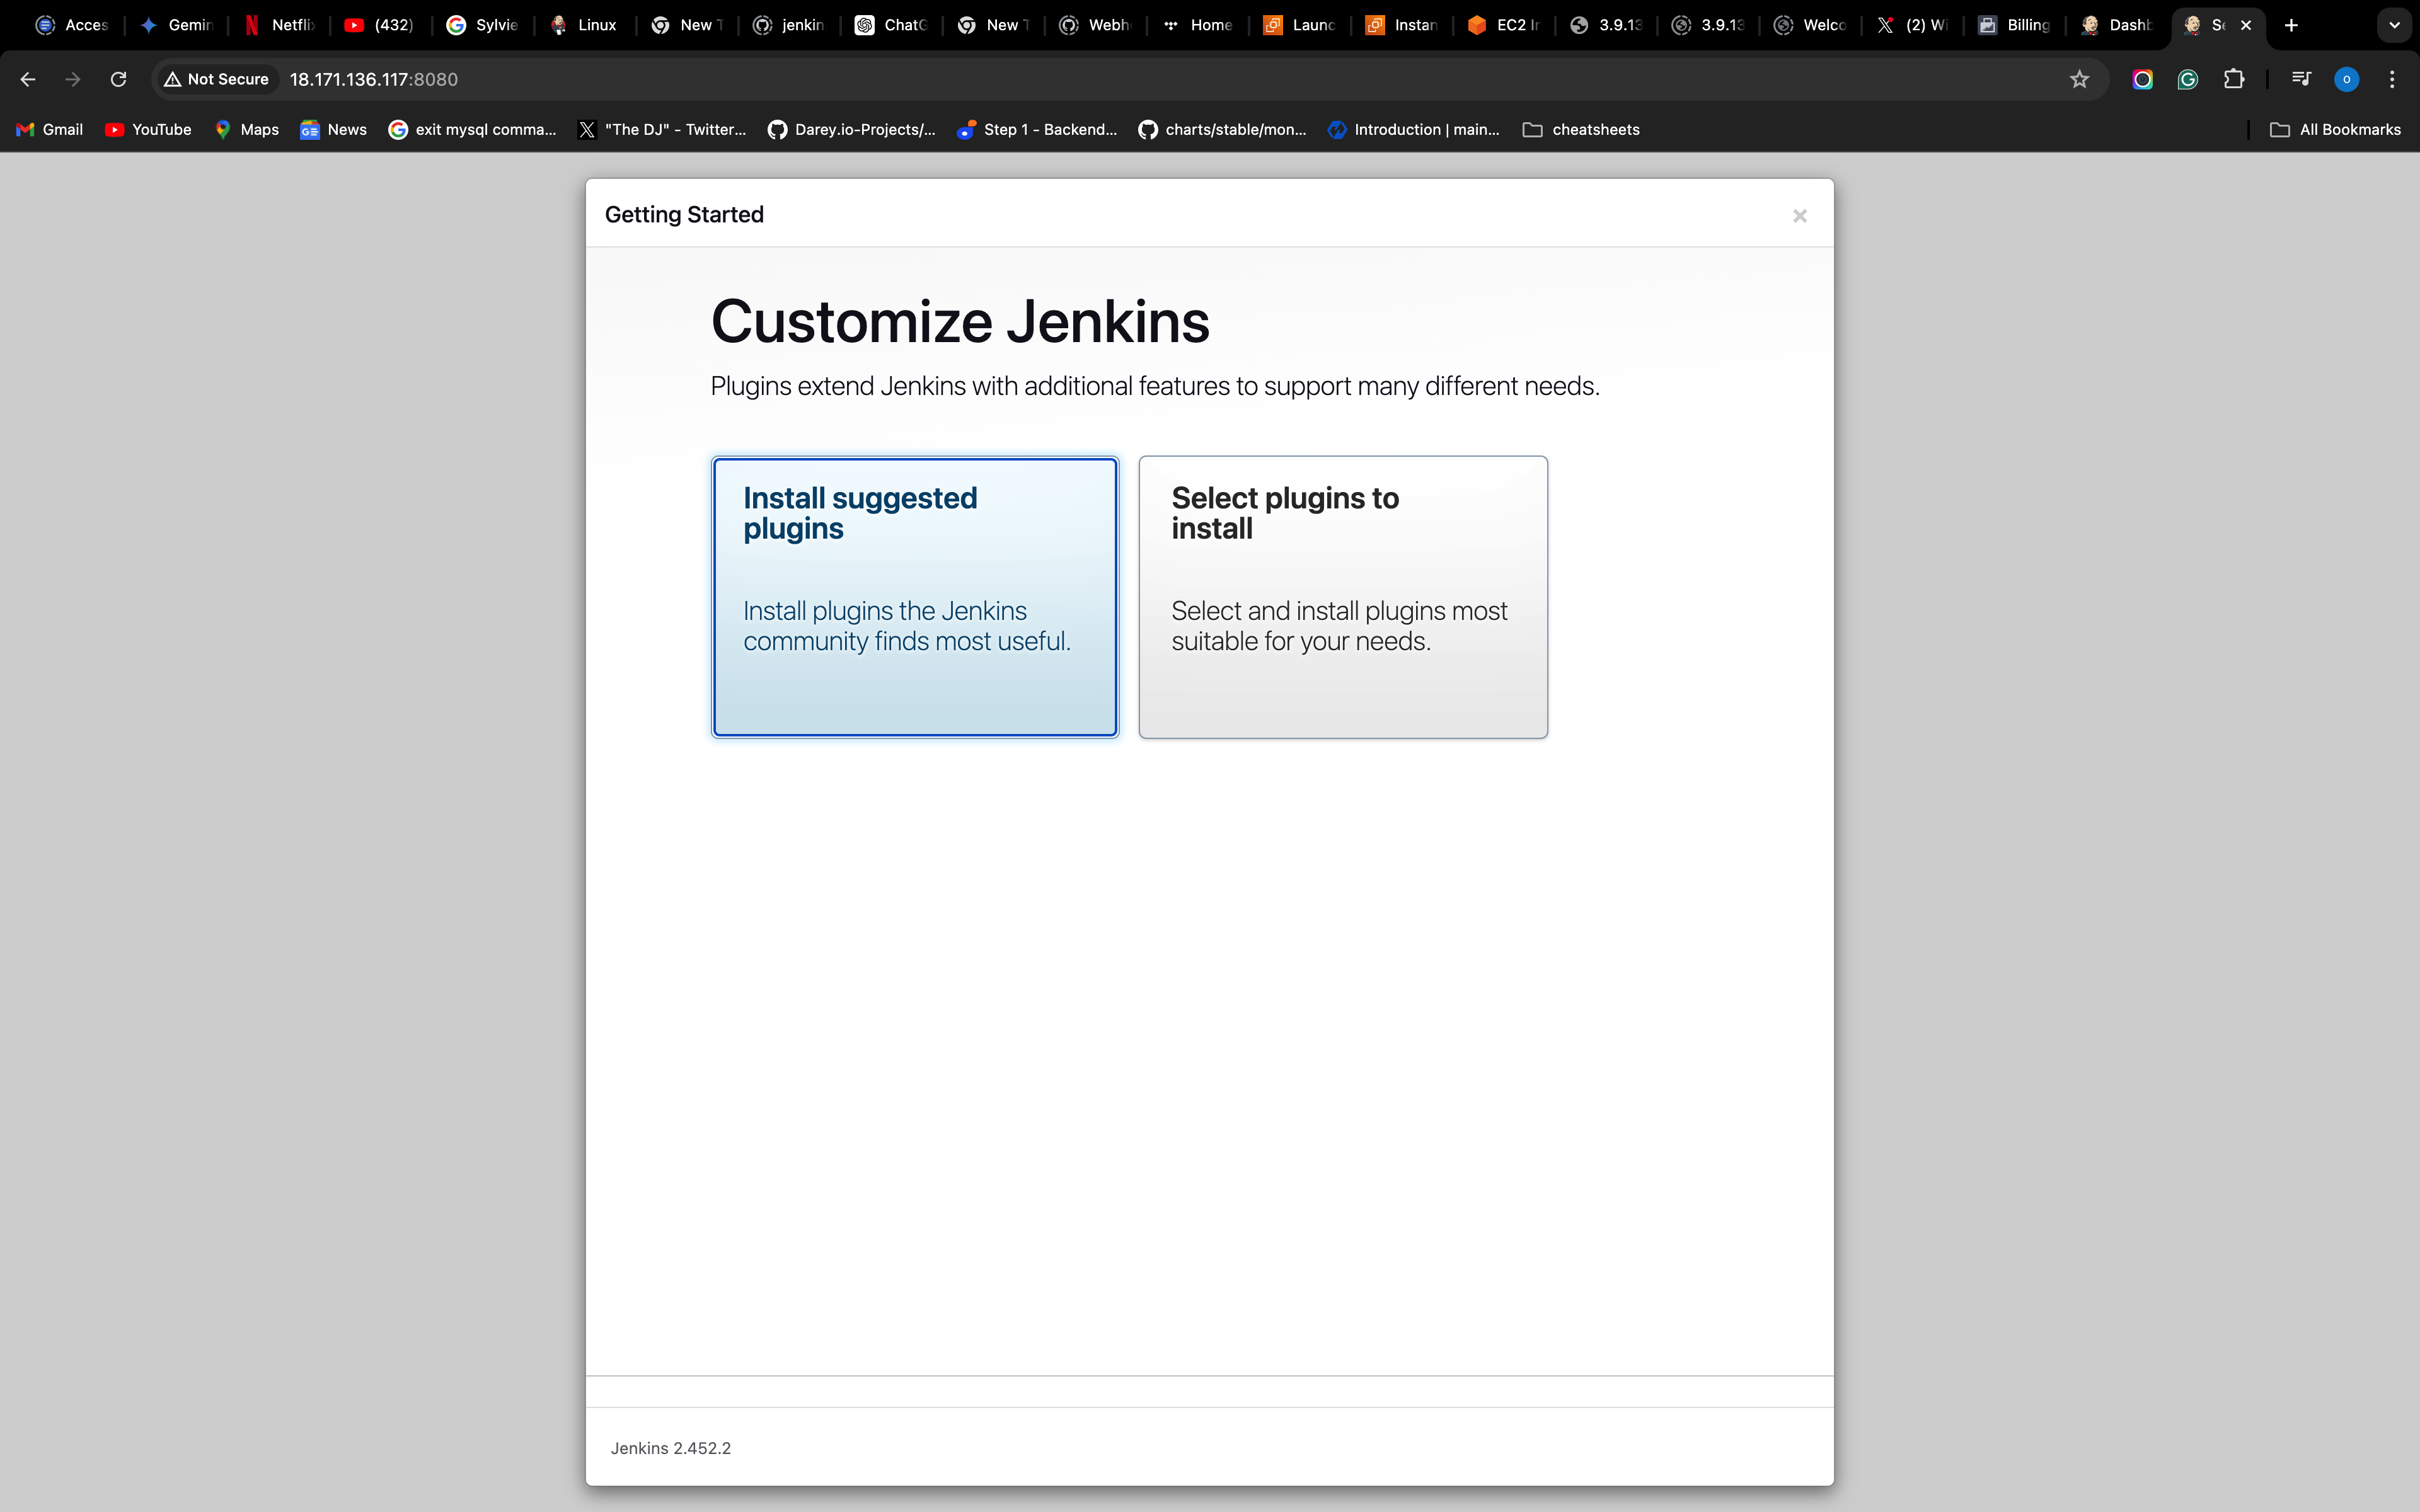 Acces Gemin Netflix (432) Sylvie Linux New T jenkin ChatG New T Webh Home Launc Instan EC2 In 3.9.13 3.9.13 Welco (2) Wi Billing Dashb Se
Not Secure 18.171.136.117:8080
Gmail YouTube Maps News exit mysql comma... "The DJ" - Twitter... Darey.io-Projects/... Step 1 - Backend... charts/stable/mon... Introduction | main... cheatsheets All Bookmarks
Getting Started
Customize Jenkins
Plugins extend Jenkins with additional features to support many different needs.
Install suggested
plugins
Install plugins the Jenkins
community finds most useful.
Select plugins to
install
Select and install plugins most
suitable for your needs.
Jenkins 2.452.2